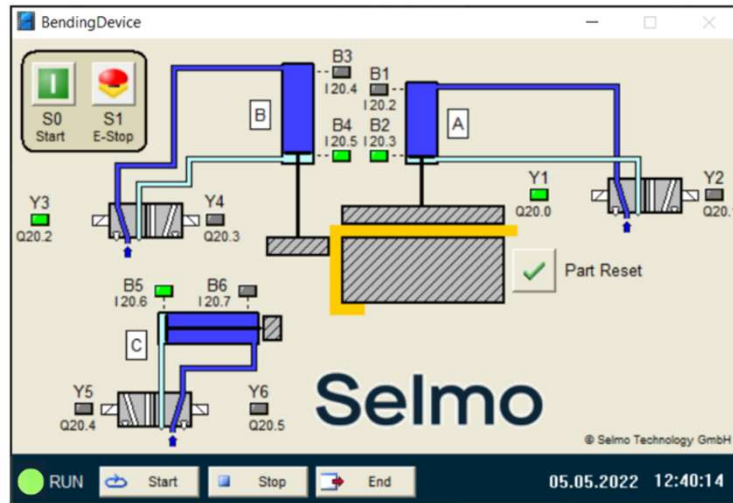 BendingDevice
S0 S1
Start E-Stop
B3
I20.4
B1
I20.2
B
A
B4 B2
I20.5 I20.3
Y3
Q20.2
Y4
Q20.3
Y1
Q20.0
Y2
Q20.1
B5 B6
I20.6 I20.7
Part Reset
C
Y5
Q20.4
Y6
Q20.5
Selmo
© Selmo Technology GmbH
RUN Start Stop End 05.05.2022 12:40:14